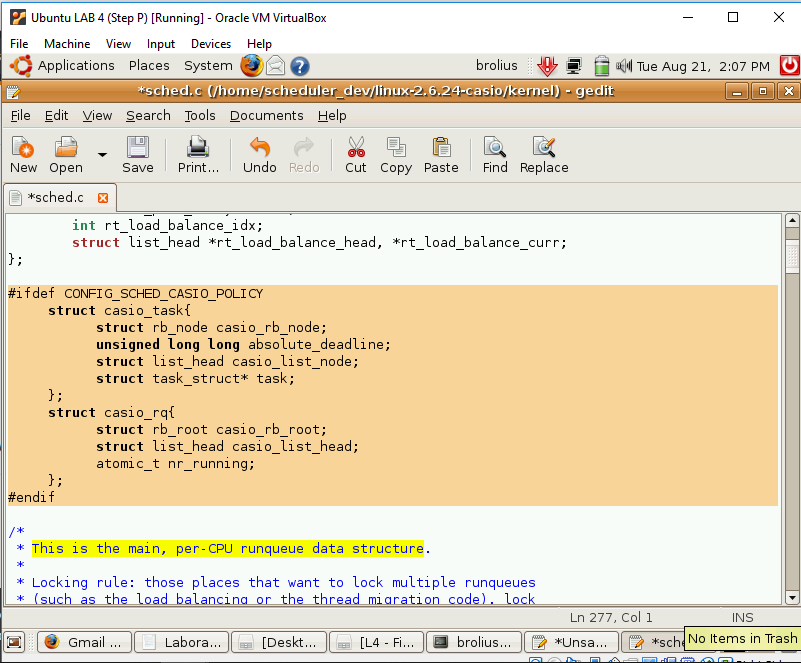 Ubuntu LAB 4 (Step P) [Running] - Oracle VM VirtualBox
File Machine View Input Devices Help
Applications Places System brolius Tue Aug 21, 2:07 PM
*sched.c (/home/scheduler_dev/linux-2.6.24-casio/kernel) - gedit
File Edit View Search Tools Documents Help
New Open Save Print... Undo Redo Cut Copy Paste Find Replace
*sched.c
int rt_load_balance_idx;
struct list_head *rt_load_balance_head, *rt_load_balance_curr;
};
#ifdef CONFIG_SCHED_CASIO_POLICY
struct casio_task{
struct rb_node casio_rb_node;
unsigned long long absolute_deadline;
struct list_head casio_list_node;
struct task_struct* task;
};
struct casio_rq{
struct rb_root casio_rb_root;
struct list_head casio_list_head;
atomic_t nr_running;
};
#endif
/*
* This is the main, per-CPU runqueue data structure.
*
* Locking rule: those places that want to lock multiple runqueues
* (such as the load balancing or the thread migration code), lock
Ln 277, Col 1 INS
Gmail ... Labora... [Deskt... [L4 - Fi... brolius... *Unsa... *sche
No Items in Trash